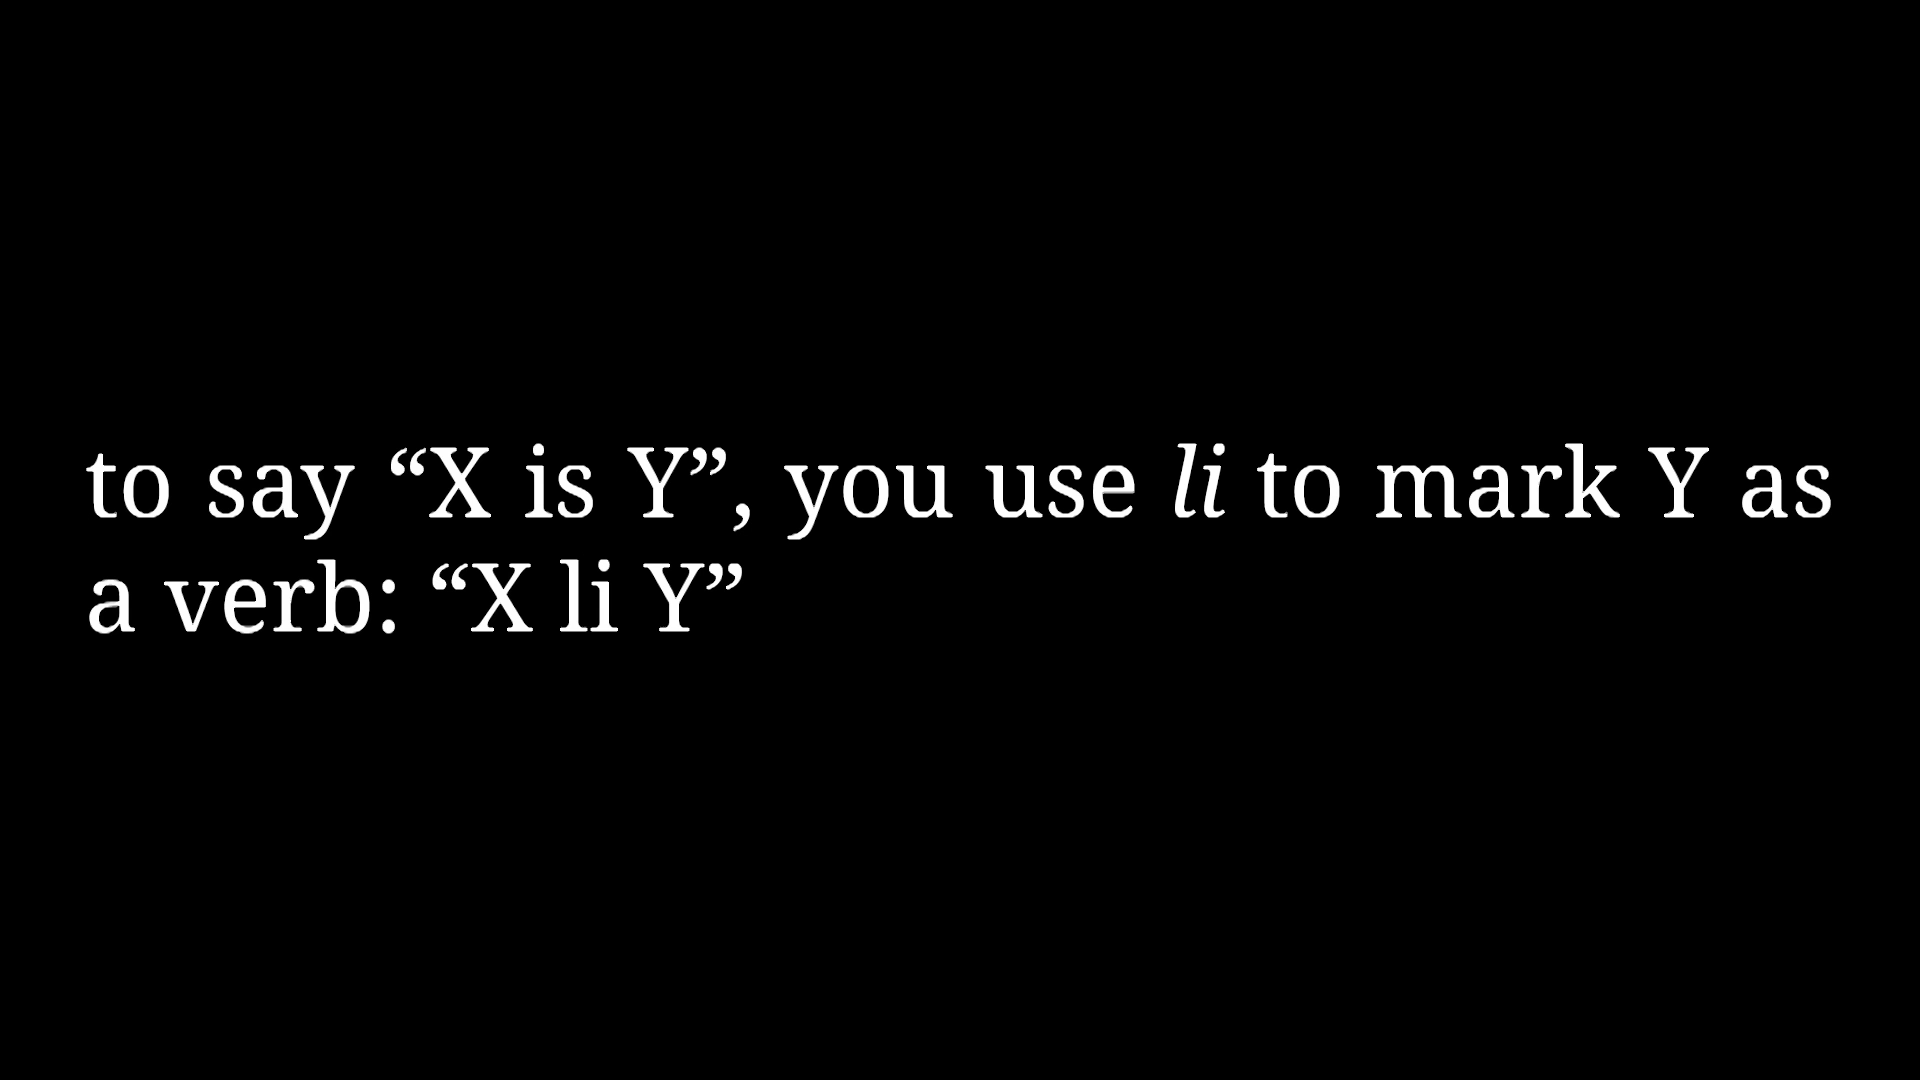 to say “X is Y”, you use li to mark Y as
a verb: “X li Y”